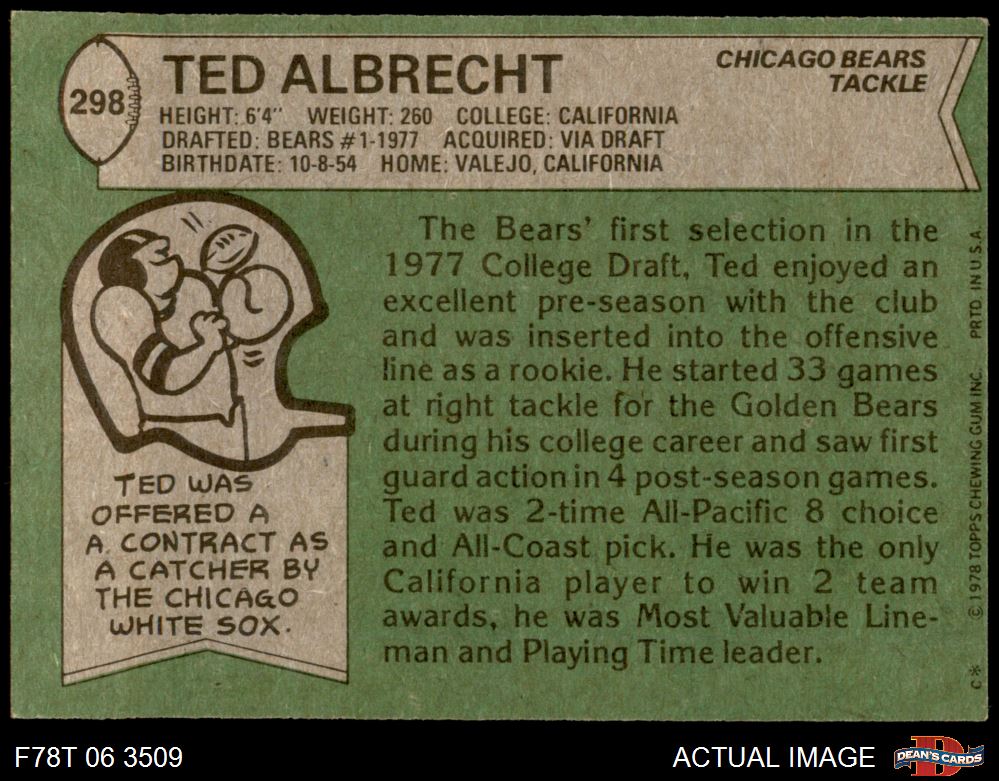 298
TED ALBRECHT
CHICAGO BEARS
TACKLE
HEIGHT: 6'4" WEIGHT: 260 COLLEGE: CALIFORNIA
DRAFTED: BEARS #1-1977 ACQUIRED: VIA DRAFT
BIRTHDATE: 10-8-54 HOME: VALEJO, CALIFORNIA
The Bears' first selection in the
1977 College Draft, Ted enjoyed an
excellent pre-season with the club
and was inserted into the offensive
line as a rookie. He started 33 games
at right tackle for the Golden Bears
during his college career and saw first
guard action in 4 post-season games.
Ted was 2-time All-Pacific 8 choice
and All-Coast pick. He was the only
California player to win 2 team
awards, he was Most Valuable Line-
man and Playing Time leader.
TED WAS
OFFERED A
A. CONTRACT AS
A CATCHER BY
THE CHICAGO
WHITE SOX.
C* © 1978 TOPPS CHEWING GUM INC. PRTD. IN U.S.A.
F78T 06 3509
ACTUAL IMAGE
D
DEAN'S CARDS